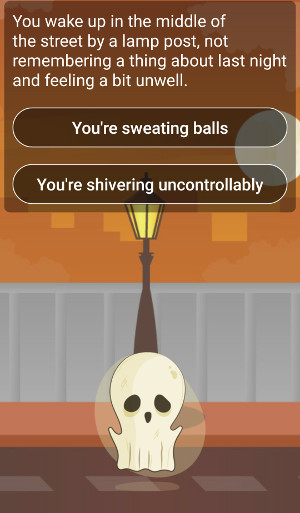 You wake up in the middle of
the street by a lamp post, not
remembering a thing about last night
and feeling a bit unwell.
You're sweating balls
You're shivering uncontrollably